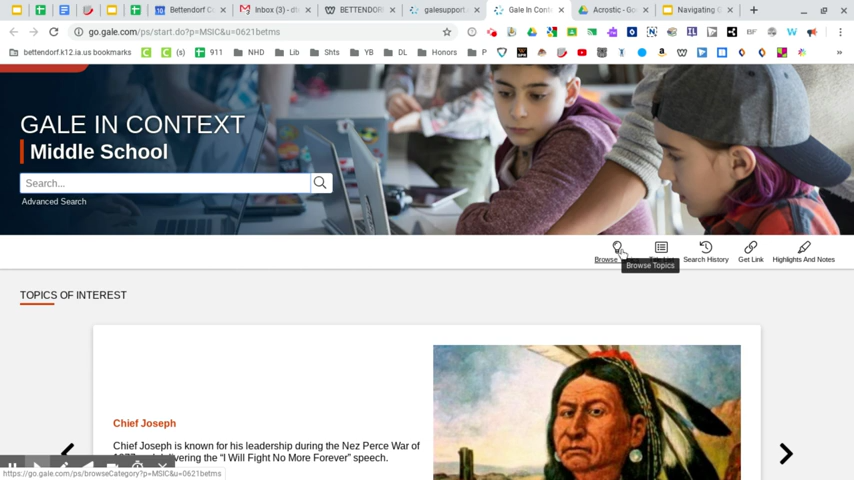 Bettendorf C
Inbox (3) - d
BETTENDOR
galesupport.
Gale In Conte
Acrostic - Go
Navigating G
go.gale.com/ps/start.do?p=MSIC&u=0621betms
bettendorf.k12.ia.us bookmarks
(s)
911
NHD
Lib
Shts
YB
DL
Honors
P
GALE IN CONTEXT
Middle School
Search...
Advanced Search
Browse
Search History
Get Link
Highlights And Notes
Browse Topics
TOPICS OF INTEREST
Chief Joseph
Chief Joseph is known for his leadership during the Nez Perce War of
delivering the “I Will Fight No More Forever” speech.
https://go.gale.com/ps/browseCategory?p=MSIC&u=0621betms